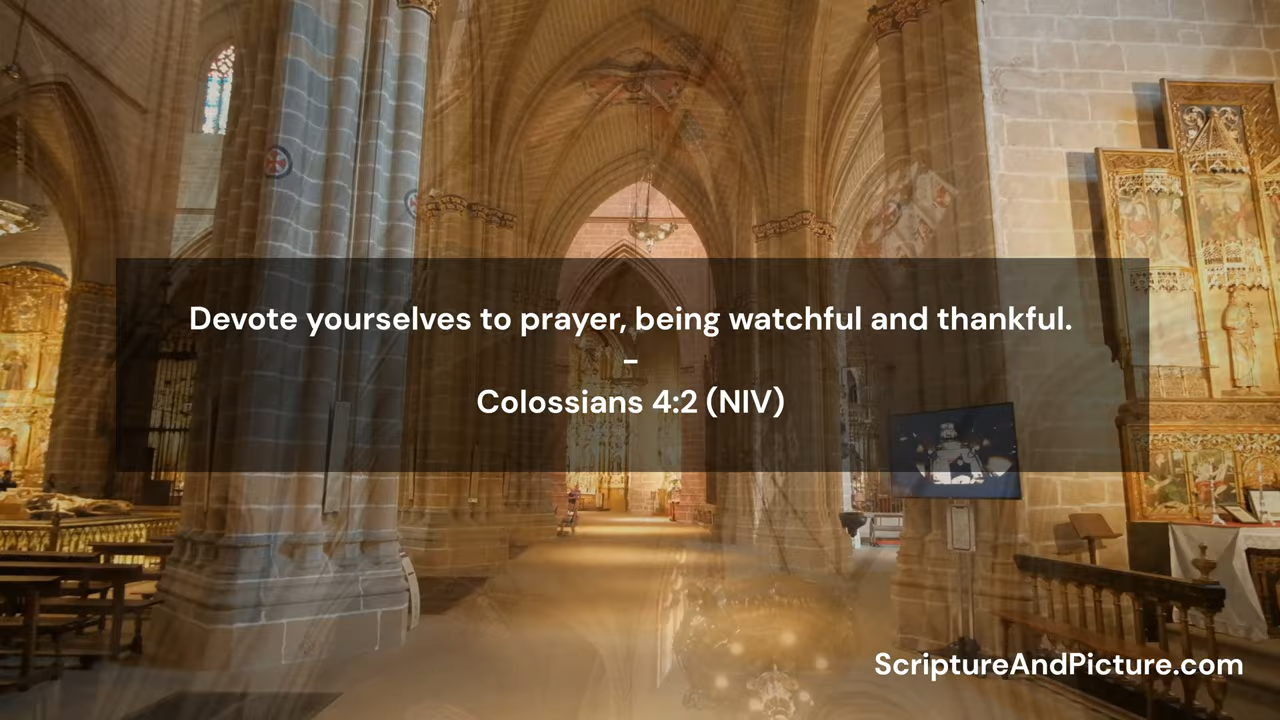 Devote yourselves to prayer, being watchful and thankful.
–
Colossians 4:2 (NIV)
ScriptureAndPicture.com